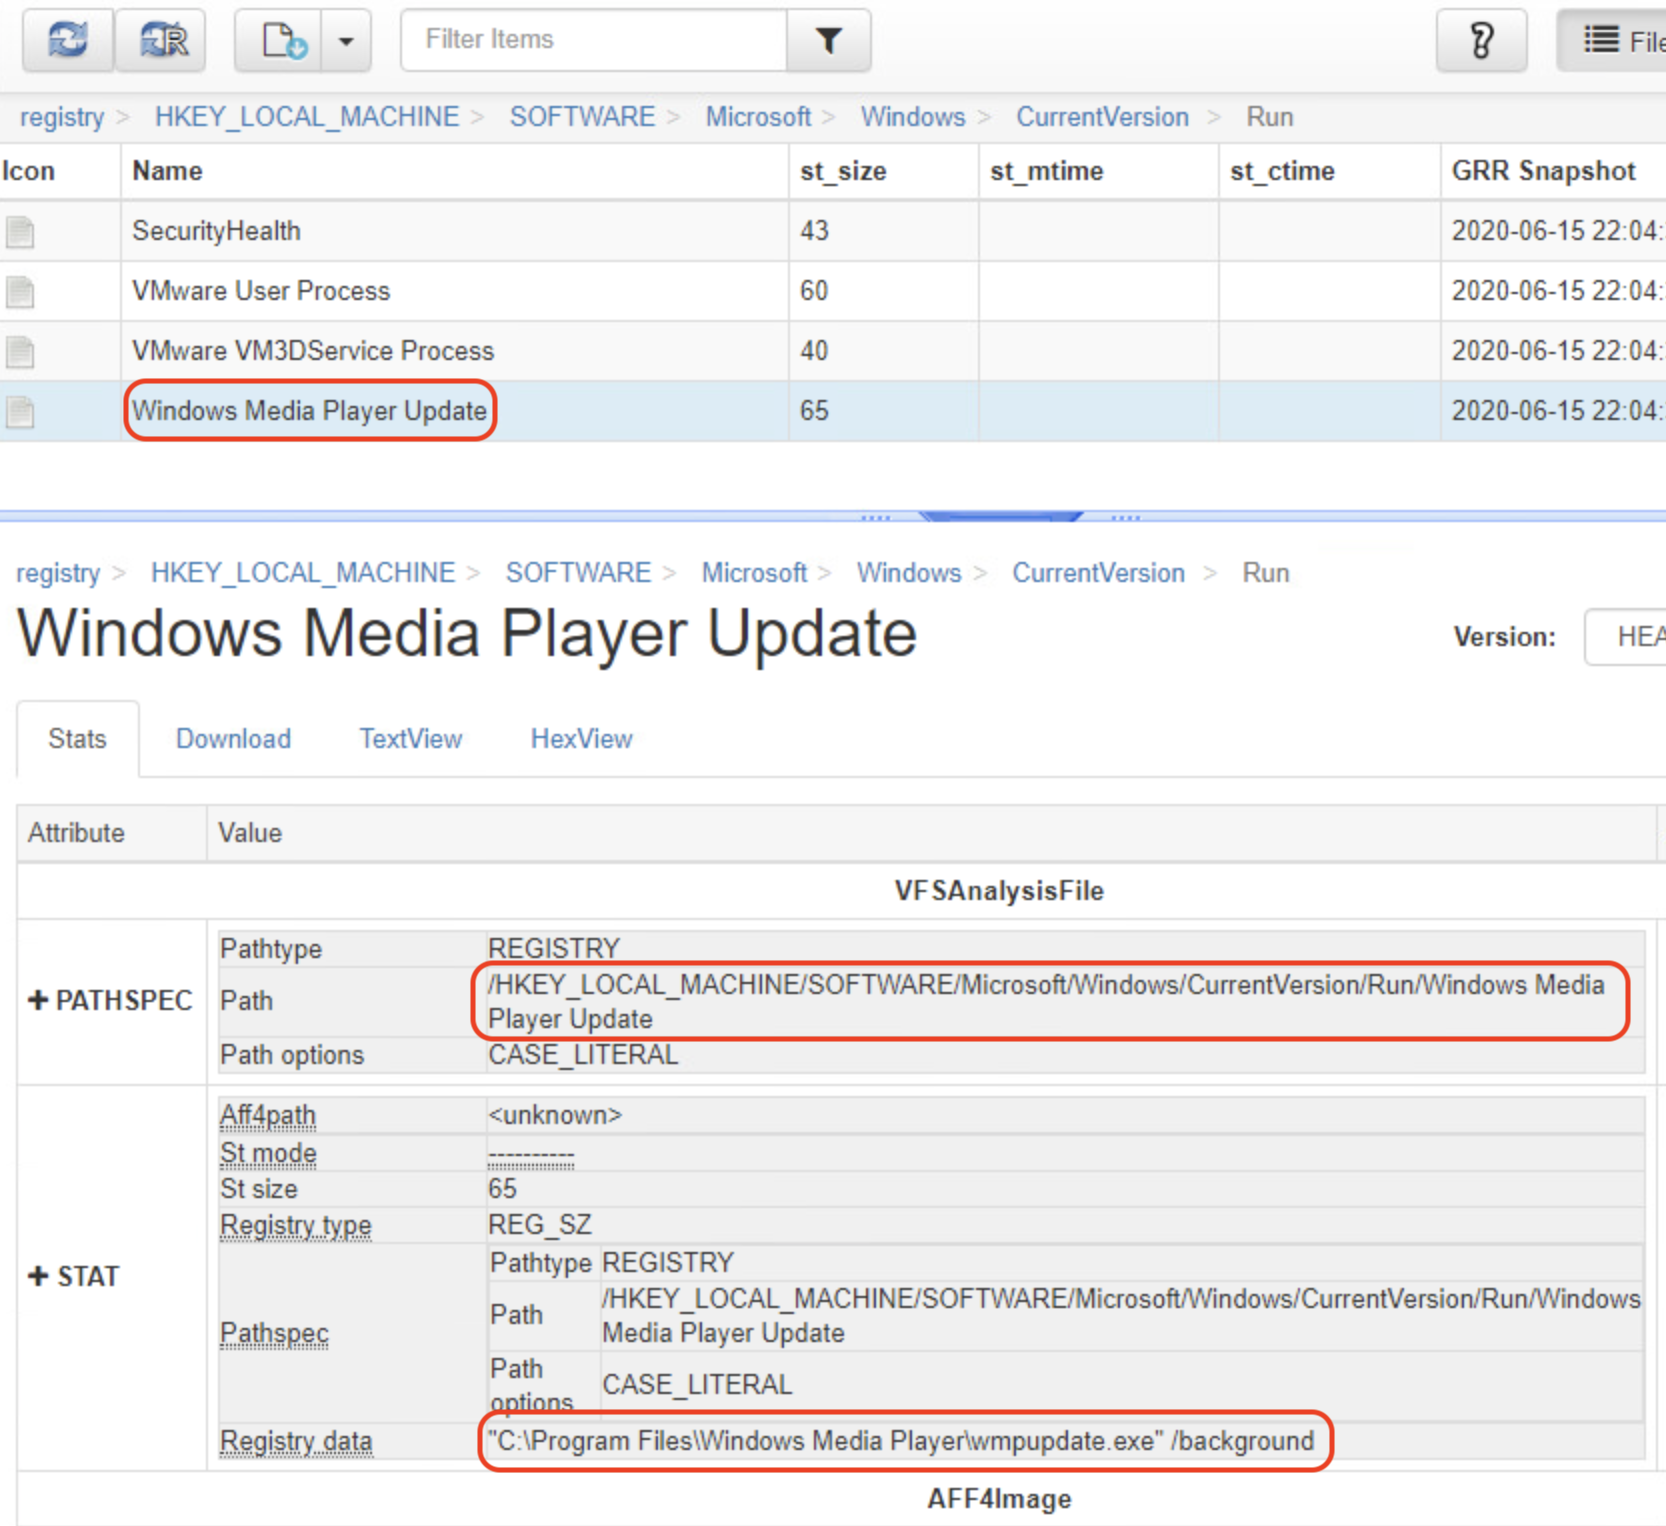 R
Filter Items
?
File
registry > HKEY_LOCAL_MACHINE > SOFTWARE > Microsoft > Windows > CurrentVersion > Run
Icon Name st_size st_mtime st_ctime GRR Snapshot
SecurityHealth 43 2020-06-15 22:04:
VMware User Process 60 2020-06-15 22:04:
VMware VM3DService Process 40 2020-06-15 22:04:
Windows Media Player Update 65 2020-06-15 22:04:
registry > HKEY_LOCAL_MACHINE > SOFTWARE > Microsoft > Windows > CurrentVersion > Run
Windows Media Player Update
Version: HEA
Stats Download TextView HexView
Attribute Value
VFSAnalysisFile
+ PATHSPEC
Pathtype REGISTRY
Path /HKEY_LOCAL_MACHINE/SOFTWARE/Microsoft/Windows/CurrentVersion/Run/Windows Media
Player Update
Path options CASE_LITERAL
+ STAT
Aff4path <unknown>
St mode ----------
St size 65
Registry type REG_SZ
Pathspec
Pathtype REGISTRY
Path /HKEY_LOCAL_MACHINE/SOFTWARE/Microsoft/Windows/CurrentVersion/Run/Windows
Media Player Update
Path
options CASE_LITERAL
Registry data "C:\Program Files\Windows Media Player\wmpupdate.exe" /background
AFF4Image